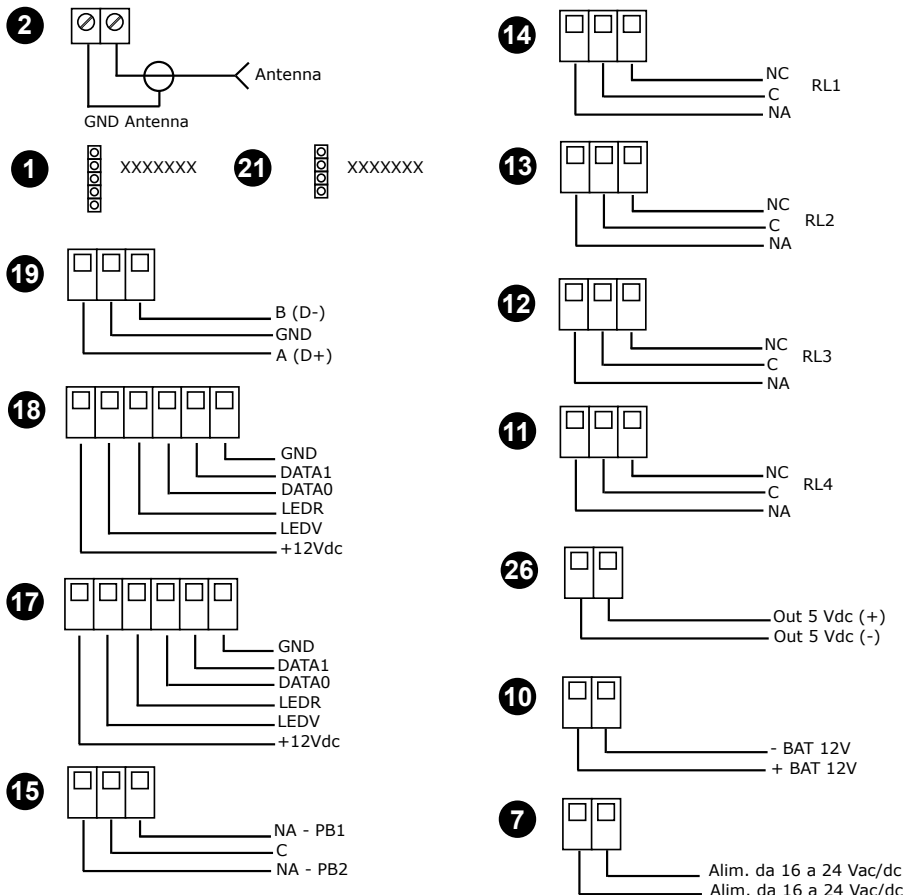 2
Antenna
GND Antenna
1
XXXXXXX
21
XXXXXXX
19
B (D-)
GND
A (D+)
18
GND
DATA1
DATA0
LEDR
LEDV
+12Vdc
17
GND
DATA1
DATA0
LEDR
LEDV
+12Vdc
15
NA - PB1
C
NA - PB2
14
NC
C
NA
RL1
13
NC
C
NA
RL2
12
NC
C
NA
RL3
11
NC
C
NA
RL4
26
Out 5 Vdc (+)
Out 5 Vdc (-)
10
- BAT 12V
+ BAT 12V
7
Alim. da 16 a 24 Vac/dc
Alim. da 16 a 24 Vac/dc